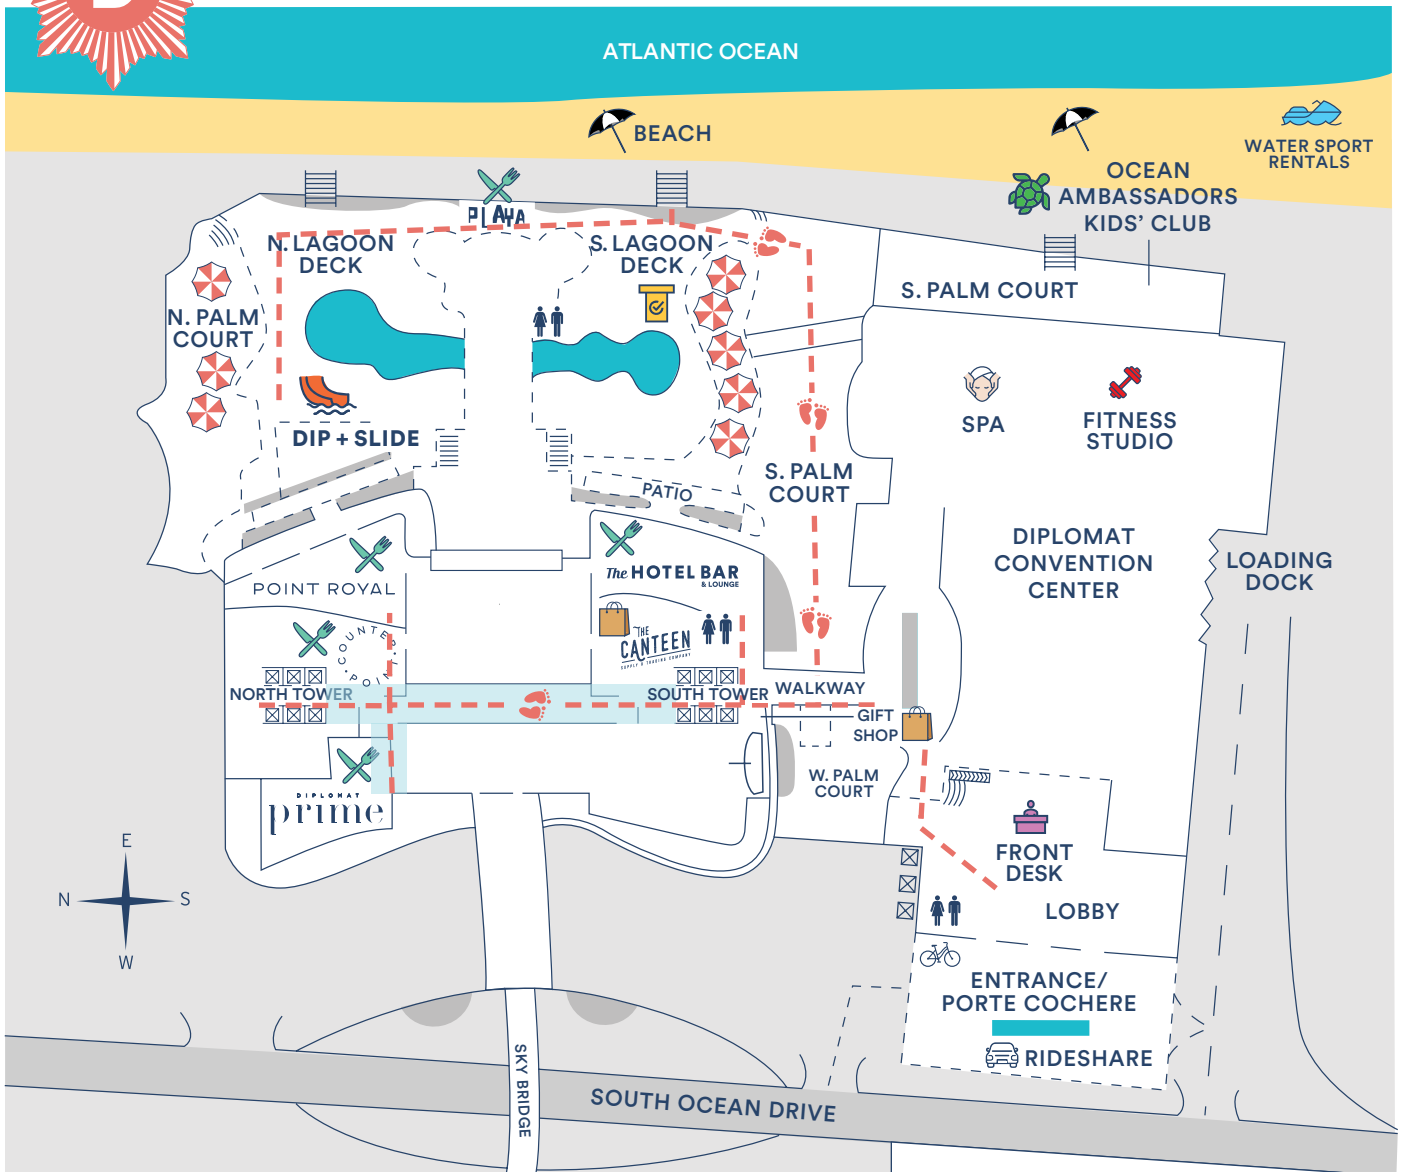 ATLANTIC OCEAN
BEACH
WATER SPORT
RENTALS
OCEAN
AMBASSADORS
KIDS' CLUB
PLAYA
N. LAGOON
DECK
S. LAGOON
DECK
S. PALM COURT
N. PALM
COURT
DIP + SLIDE
SPA
FITNESS
STUDIO
S. PALM
COURT
PATIO
DIPLOMAT
CONVENTION
CENTER
LOADING
DOCK
POINT ROYAL
The HOTEL BAR
& LOUNGE
COUNTER
POINT
THE
CANTEEN
SUPPLY & TRADING COMPANY
NORTH TOWER
SOUTH TOWER
WALKWAY
GIFT
SHOP
W. PALM
COURT
DIPLOMAT
prime
FRONT
DESK
LOBBY
E
N
S
W
ENTRANCE/
PORTE COCHERE
RIDESHARE
SKY BRIDGE
SOUTH OCEAN DRIVE